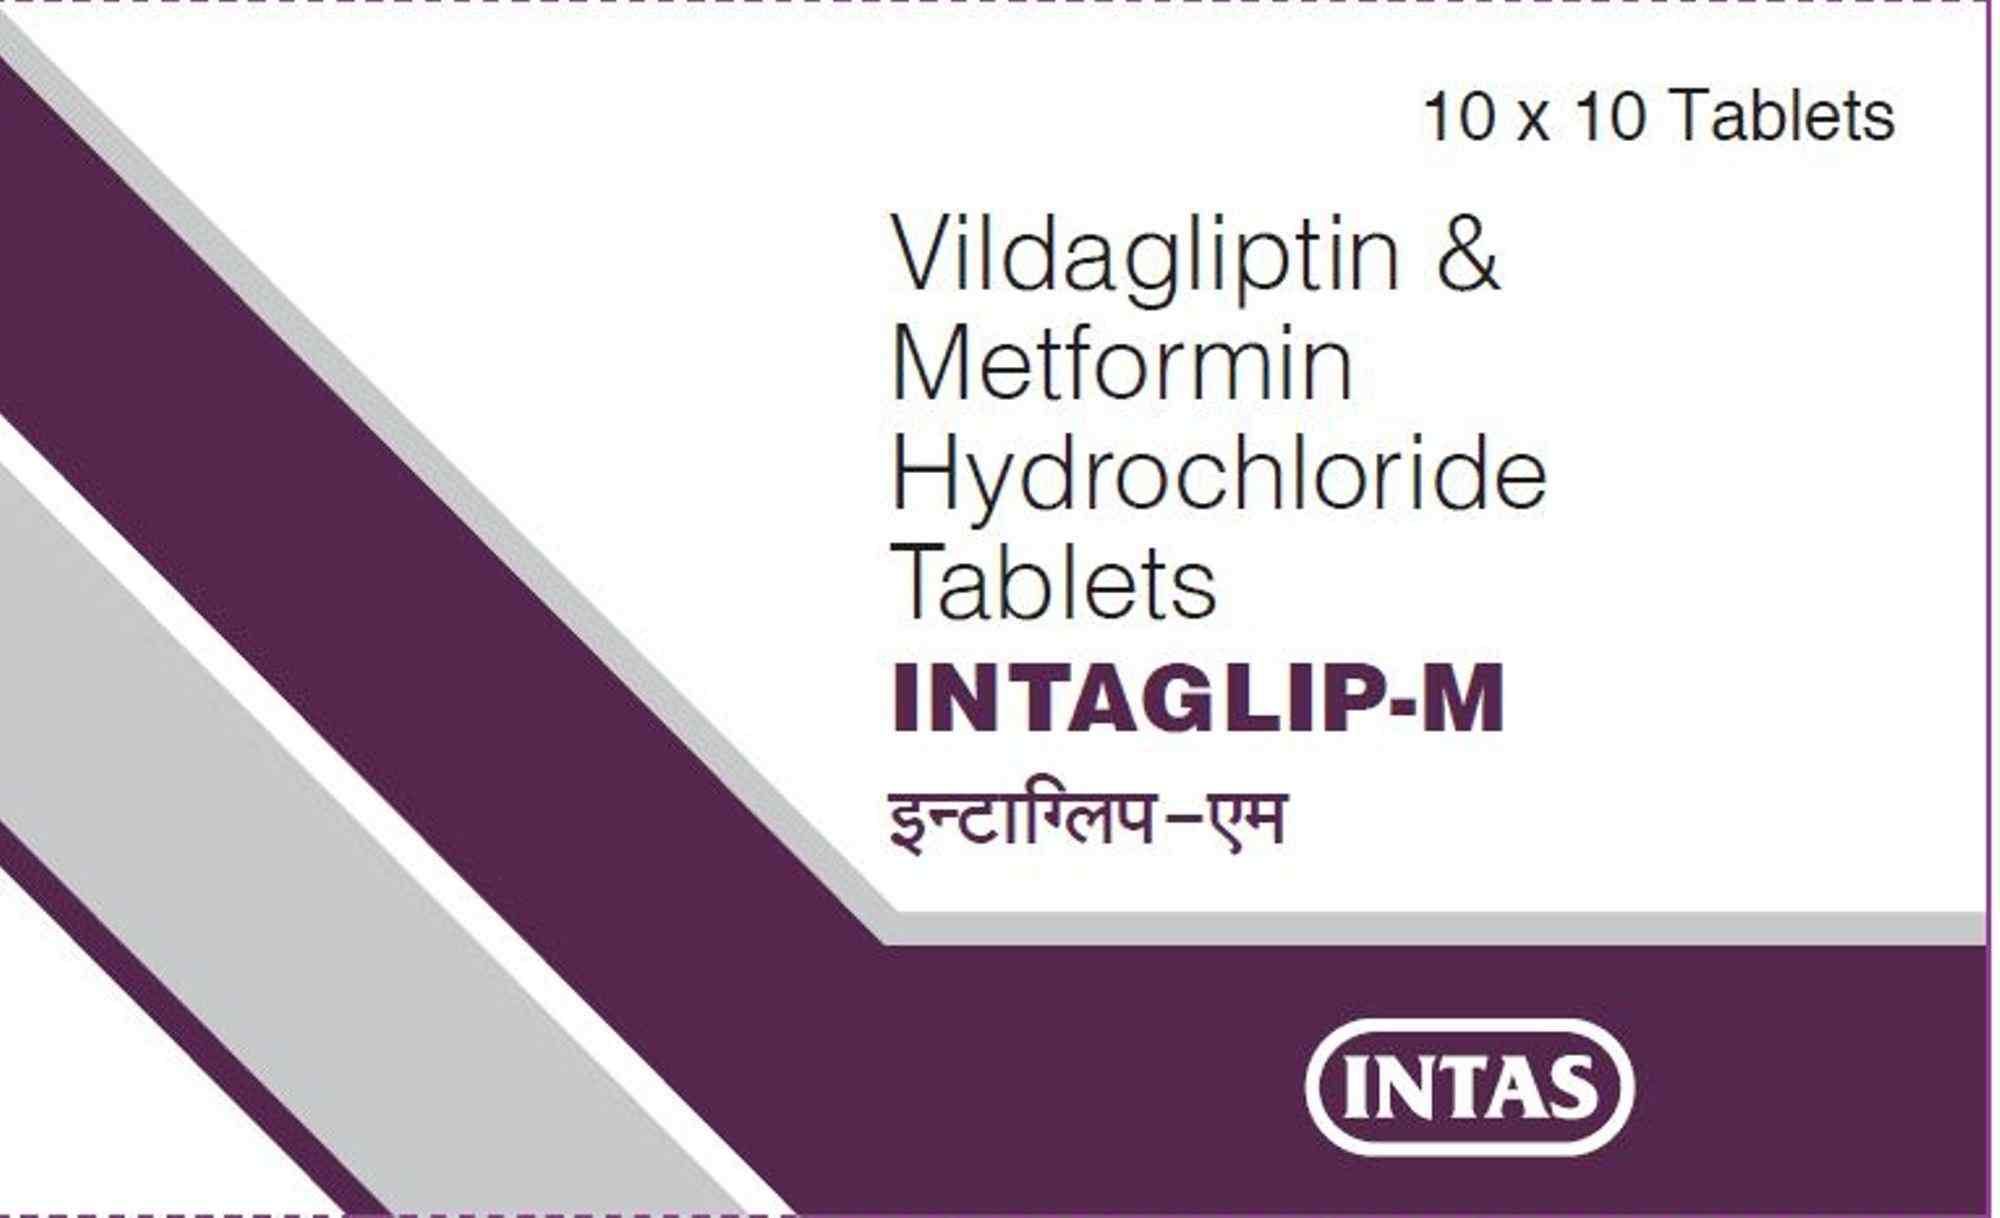 10 x 10 Tablets
Vildagliptin &
Metformin
Hydrochloride
Tablets
INTAGLIP-M
इन्टाग्लिप–एम
INTAS